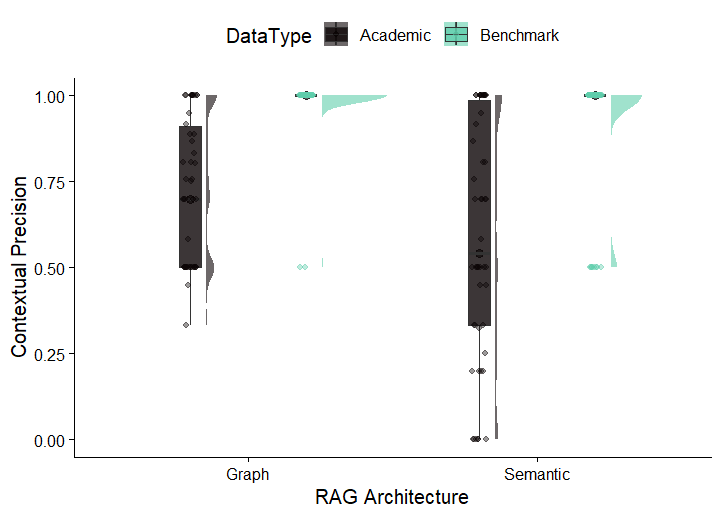 DataType Academic Benchmark
Contextual Precision
1.00
0.75
0.50
0.25
0.00
Graph Semantic
RAG Architecture